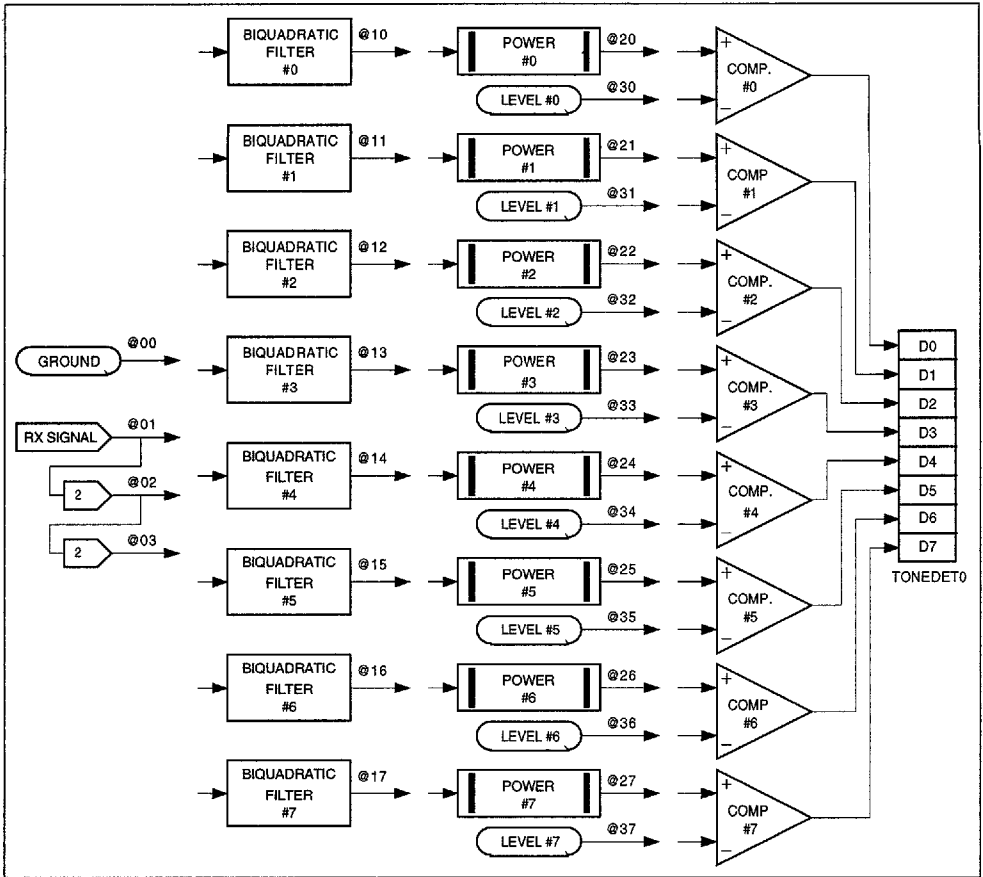 BIQUADRATIC
FILTER
#0
@10
POWER
#0
@20
LEVEL #0
@30
+
−
COMP.
#0
BIQUADRATIC
FILTER
#1
@11
POWER
#1
@21
LEVEL #1
@31
+
−
COMP
#1
BIQUADRATIC
FILTER
#2
@12
POWER
#2
@22
LEVEL #2
@32
+
−
COMP.
#2
GROUND
@00
BIQUADRATIC
FILTER
#3
@13
POWER
#3
@23
LEVEL #3
@33
+
−
COMP.
#3
RX SIGNAL
@01
2
@02
2
@03
BIQUADRATIC
FILTER
#4
@14
POWER
#4
@24
LEVEL #4
@34
+
−
COMP.
#4
BIQUADRATIC
FILTER
#5
@15
POWER
#5
@25
LEVEL #5
@35
+
−
COMP.
#5
BIQUADRATIC
FILTER
#6
@16
POWER
#6
@26
LEVEL #6
@36
+
−
COMP
#6
BIQUADRATIC
FILTER
#7
@17
POWER
#7
@27
LEVEL #7
@37
+
−
COMP
#7
D0
D1
D2
D3
D4
D5
D6
D7
TONEDET0